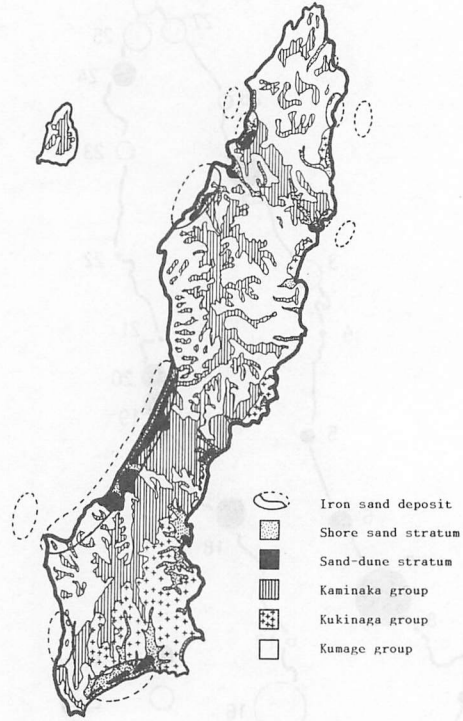 Iron sand deposit
Shore sand stratum
Sand-dune stratum
Kaminaka group
Kukinaga group
Kumage group